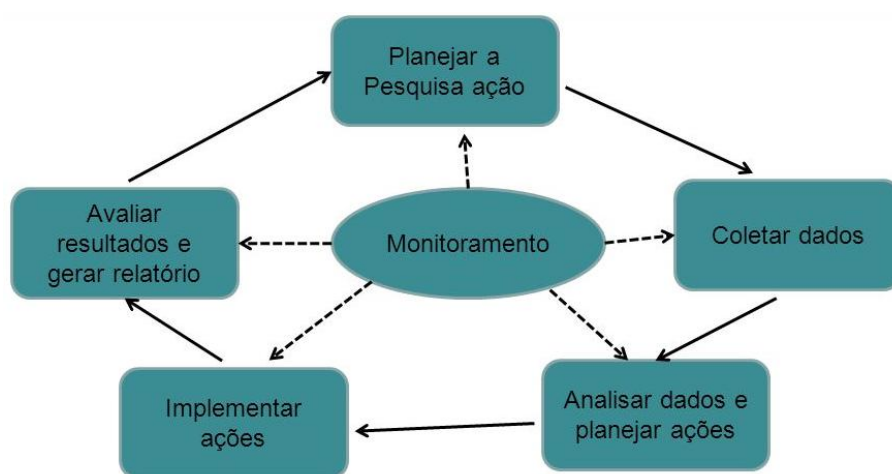 Planejar a
Pesquisa ação
Avaliar
resultados e
gerar relatório
Monitoramento
Coletar dados
Implementar
ações
Analisar dados e
planejar ações